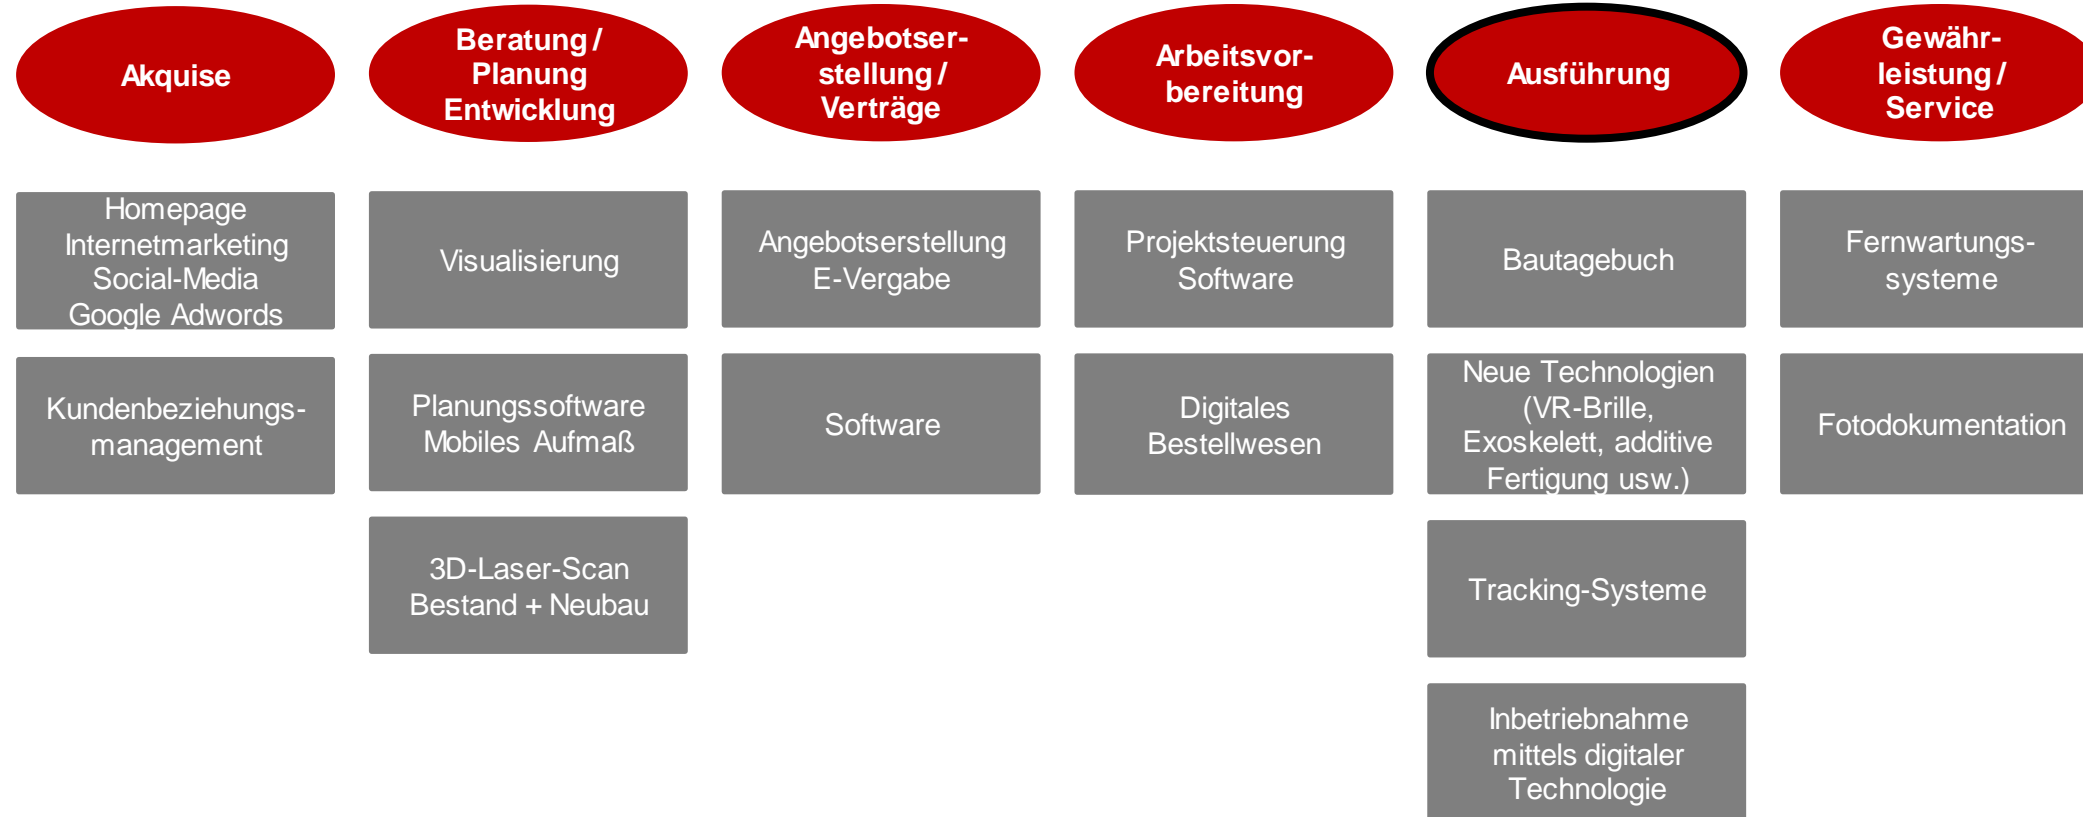 Akquise
Beratung /
Planung
Entwicklung
Angebotser-
stellung /
Verträge
Arbeitsvor-
bereitung
Ausführung
Gewähr-
leistung /
Service
Homepage
Internetmarketing
Social-Media
Google Adwords
Visualisierung
Angebotserstellung
E-Vergabe
Projektsteuerung
Software
Bautagebuch
Fernwartungs-
systeme
Kundenbeziehungs-
management
Planungssoftware
Mobiles Aufmaß
Software
Digitales
Bestellwesen
Neue Technologien
(VR-Brille,
Exoskelett, additive
Fertigung usw.)
Fotodokumentation
3D-Laser-Scan
Bestand + Neubau
Tracking-Systeme
Inbetriebnahme
mittels digitaler
Technologie